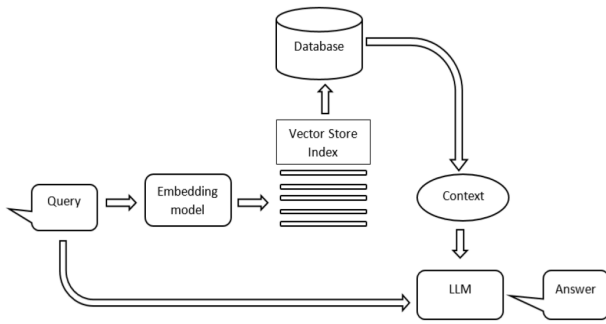 Database
Vector Store
Index
Query
Embedding
model
Context
LLM
Answer